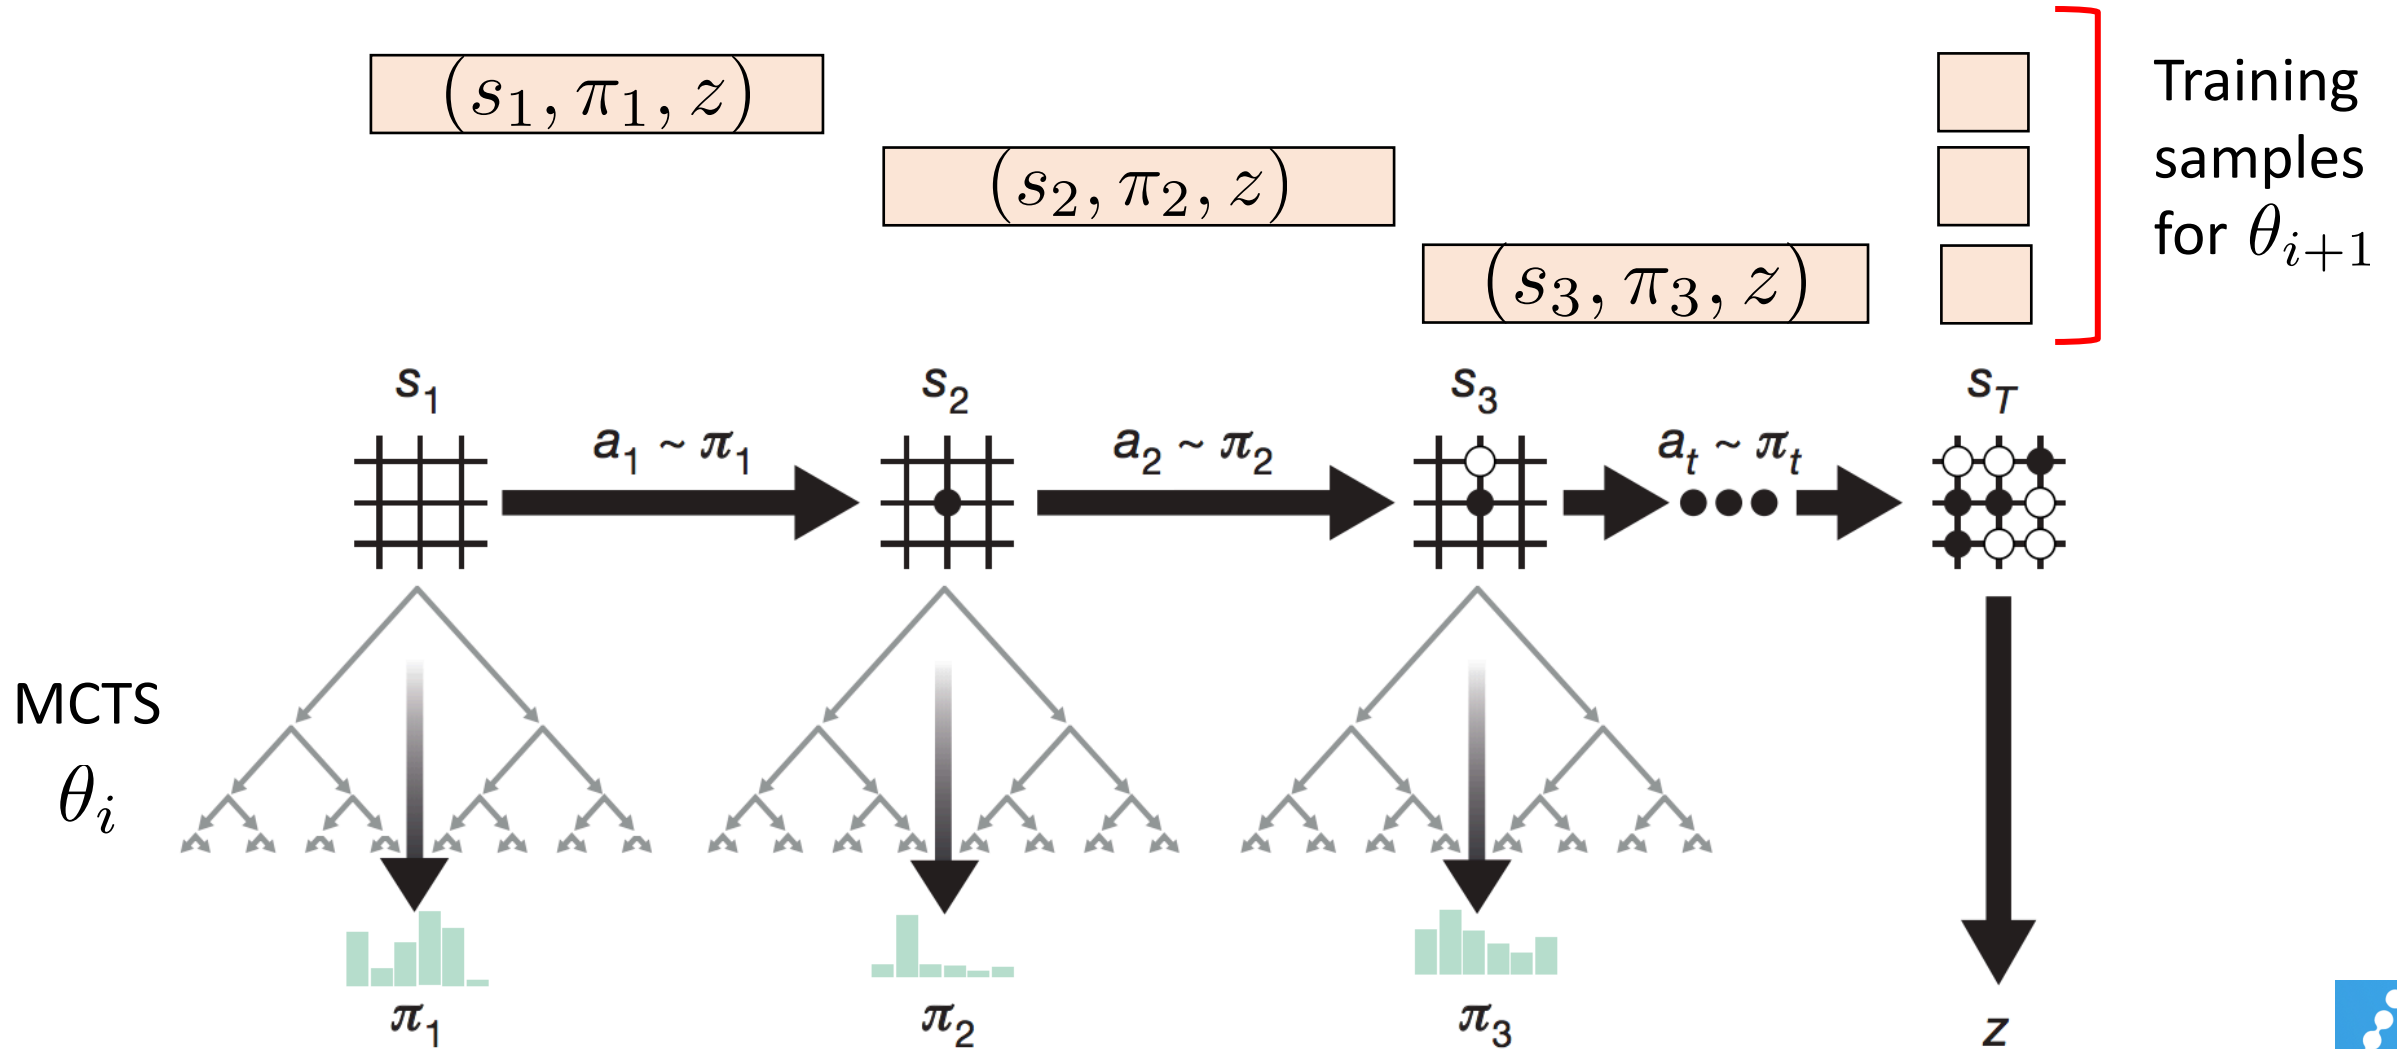 (s₁, π₁, z)
(s₂, π₂, z)
(s₃, π₃, z)
Training
samples
for θᵢ₊₁
s₁
s₂
s₃
s_T
a₁ ~ π₁
a₂ ~ π₂
aₜ ~ πₜ
MCTS
θᵢ
π₁
π₂
π₃
z